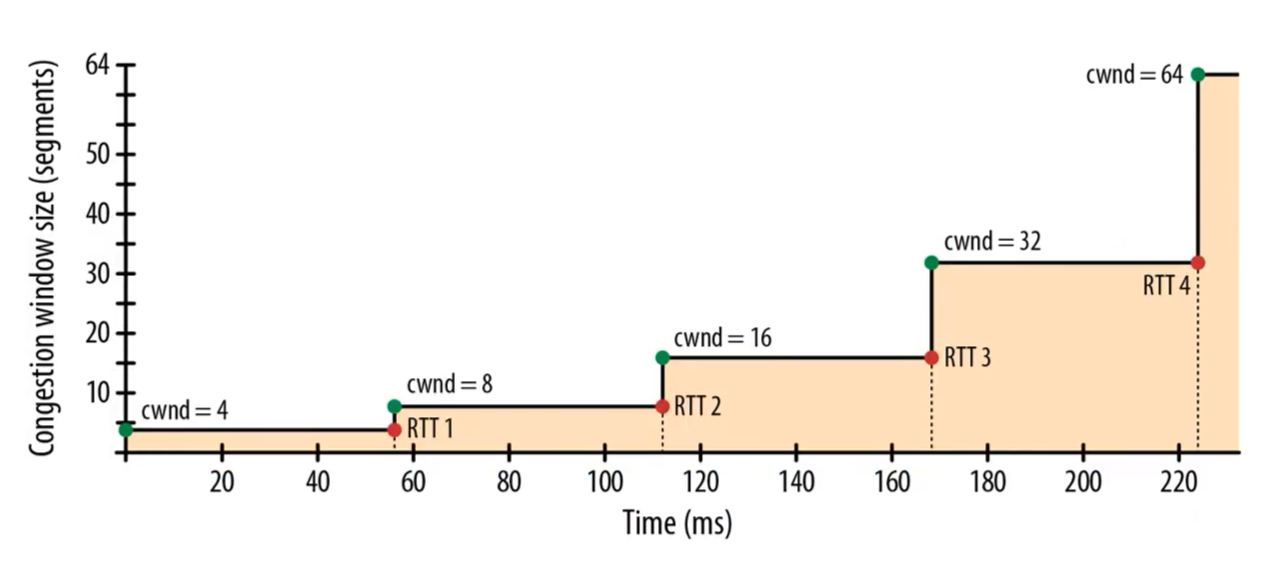 64
50
40
30
20
10
Congestion window size (segments)
cwnd = 4
RTT 1
cwnd = 8
RTT 2
cwnd = 16
RTT 3
cwnd = 32
RTT 4
cwnd = 64
20 40 60 80 100 120 140 160 180 200 220
Time (ms)